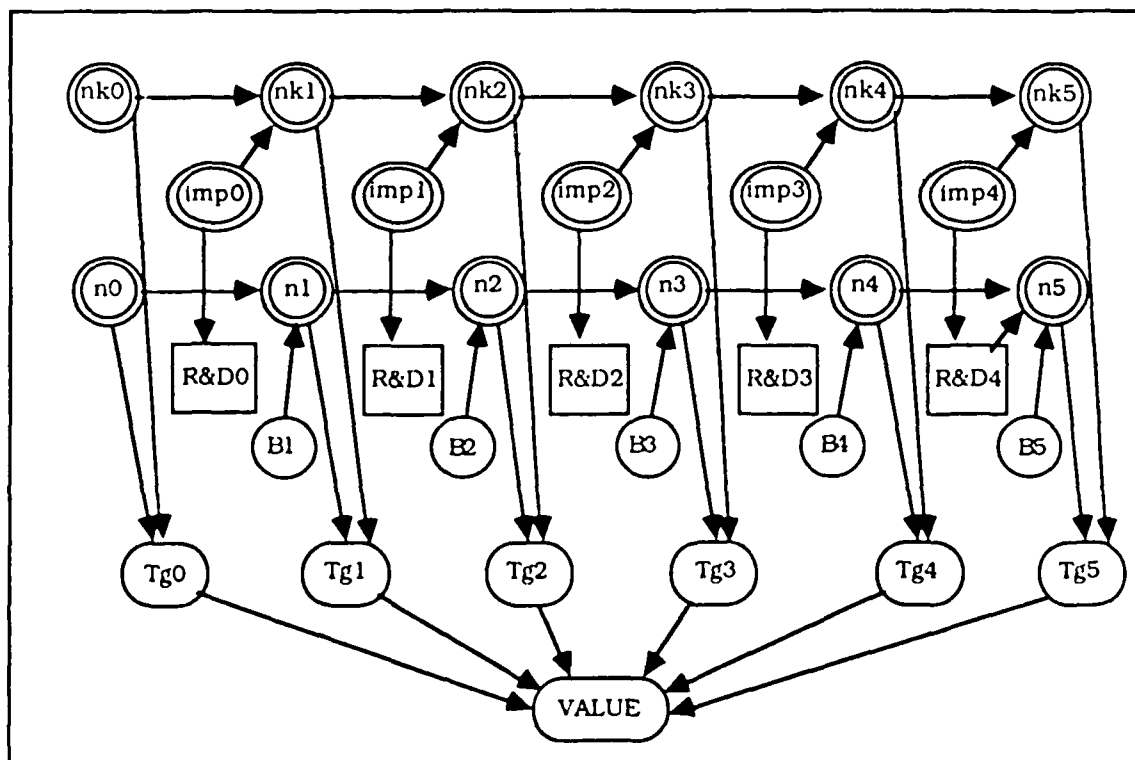 nk0 nk1 nk2 nk3 nk4 nk5
imp0 imp1 imp2 imp3 imp4
n0 n1 n2 n3 n4 n5
R&D0 R&D1 R&D2 R&D3 R&D4
B1 B2 B3 B4 B5
Tg0 Tg1 Tg2 Tg3 Tg4 Tg5
VALUE